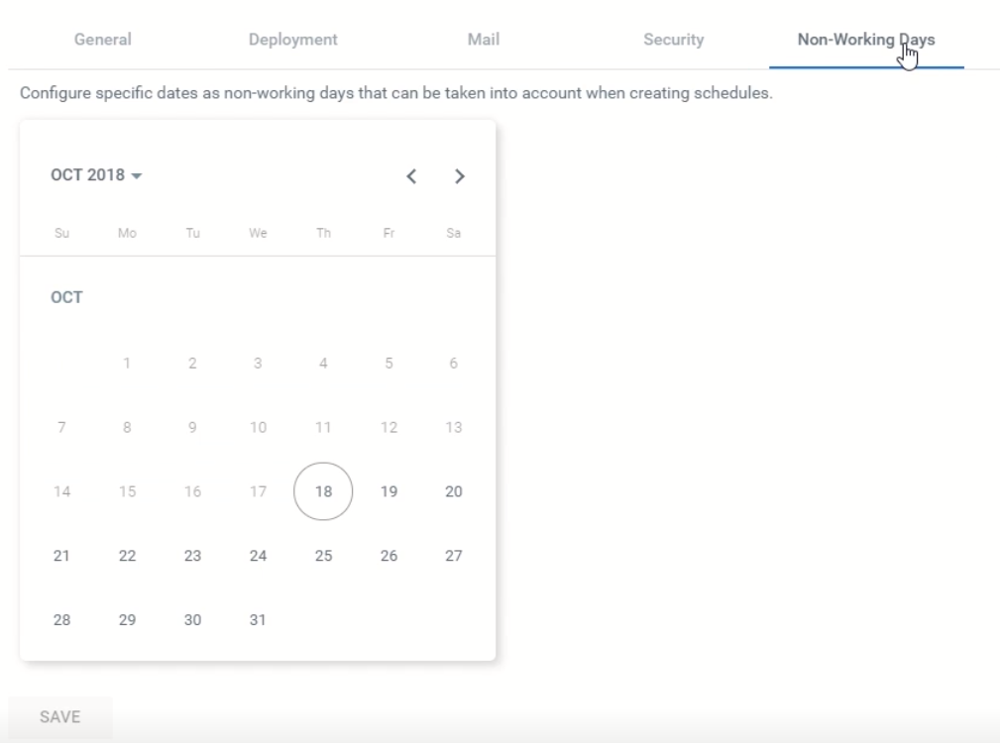 General Deployment Mail Security Non-Working Days
Configure specific dates as non-working days that can be taken into account when creating schedules.
OCT 2018
Su Mo Tu We Th Fr Sa
OCT
1 2 3 4 5 6
7 8 9 10 11 12 13
14 15 16 17 18 19 20
21 22 23 24 25 26 27
28 29 30 31
SAVE